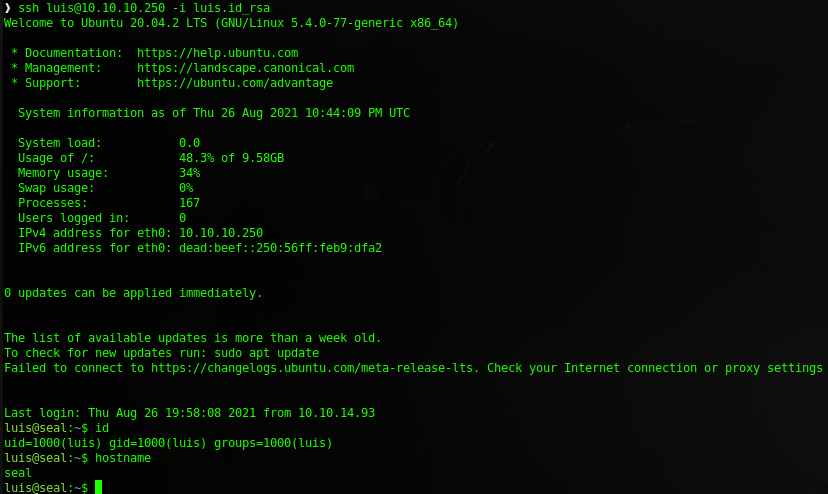 ❯ ssh luis@10.10.10.250 -i luis.id_rsa
Welcome to Ubuntu 20.04.2 LTS (GNU/Linux 5.4.0-77-generic x86_64)
* Documentation:  https://help.ubuntu.com
* Management:     https://landscape.canonical.com
* Support:        https://ubuntu.com/advantage
System information as of Thu 26 Aug 2021 10:44:09 PM UTC
System load:           0.0
Usage of /:            48.3% of 9.58GB
Memory usage:          34%
Swap usage:            0%
Processes:             167
Users logged in:       0
IPv4 address for eth0: 10.10.10.250
IPv6 address for eth0: dead:beef::250:56ff:feb9:dfa2
0 updates can be applied immediately.
The list of available updates is more than a week old.
To check for new updates run: sudo apt update
Failed to connect to https://changelogs.ubuntu.com/meta-release-lts. Check your Internet connection or proxy settings
Last login: Thu Aug 26 19:58:08 2021 from 10.10.14.93
luis@seal:~$ id
uid=1000(luis) gid=1000(luis) groups=1000(luis)
luis@seal:~$ hostname
seal
luis@seal:~$